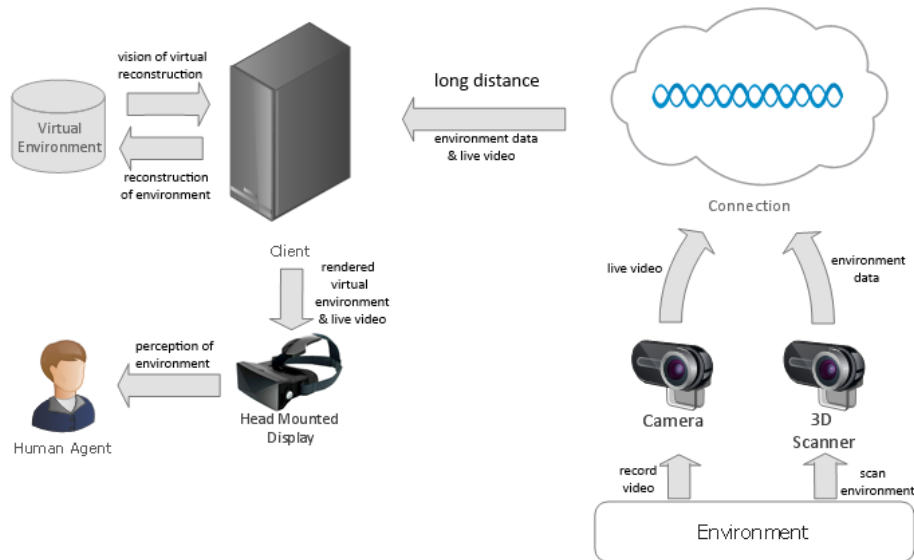 vision of virtual
reconstruction
Virtual
Environment
reconstruction
of environment
long distance
environment data
& live video
Connection
Client
live video
environment
data
rendered
virtual
environment
& live video
perception of
environment
Head Mounted
Display
Human Agent
Camera
3D
Scanner
record
video
scan
environment
Environment